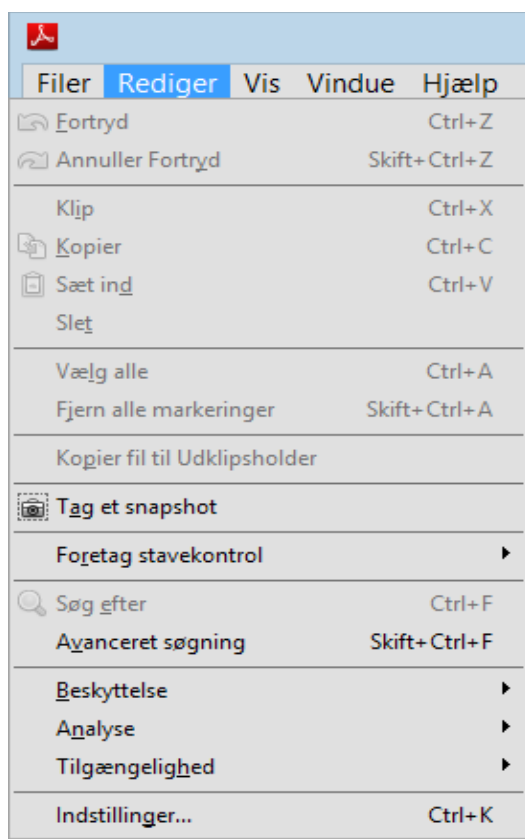 Filer Rediger Vis Vindue Hjælp
Fortryd Ctrl+Z
Annuller Fortryd Skift+Ctrl+Z
Klip Ctrl+X
Kopier Ctrl+C
Sæt ind Ctrl+V
Slet
Vælg alle Ctrl+A
Fjern alle markeringer Skift+Ctrl+A
Kopier fil til Udklipsholder
Tag et snapshot
Foretag stavekontrol
Søg efter Ctrl+F
Avanceret søgning Skift+Ctrl+F
Beskyttelse
Analyse
Tilgængelighed
Indstillinger... Ctrl+K